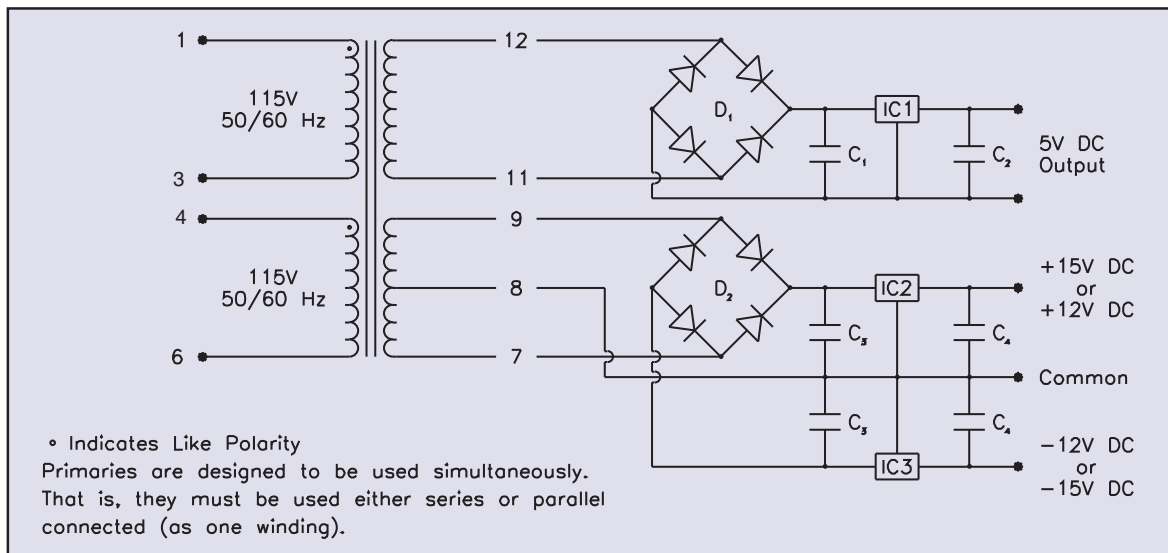 1
12
115V
50/60 Hz
D₁
IC1
C₁
C₂
5V DC
Output
3
11
4
9
115V
50/60 Hz
8
D₂
IC2
+15V DC
or
+12V DC
C₃
C₄
6
7
Common
C₃
C₄
IC3
−12V DC
or
−15V DC
∘ Indicates Like Polarity
Primaries are designed to be used simultaneously.
That is, they must be used either series or parallel
connected (as one winding).